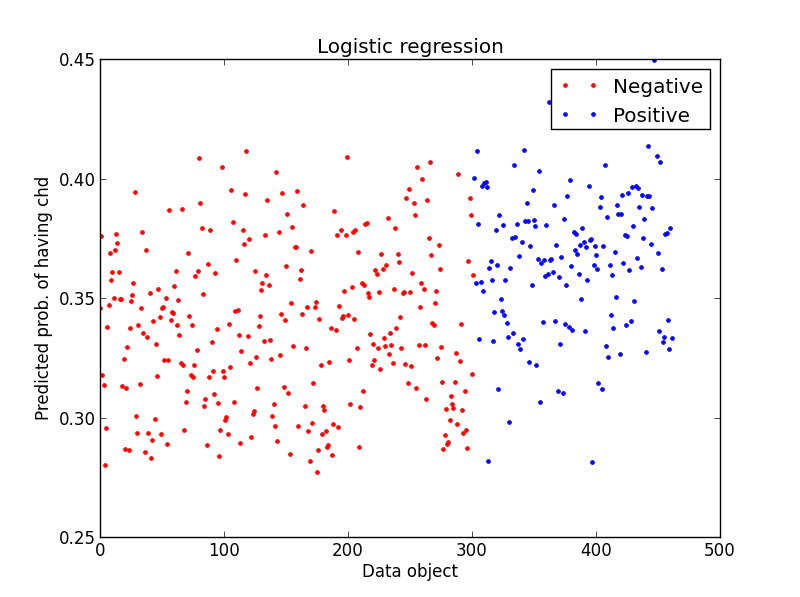 Logistic regression
Negative
Positive
Predicted prob. of having chd
0.45
0.40
0.35
0.30
0.25
0 100 200 300 400 500
Data object